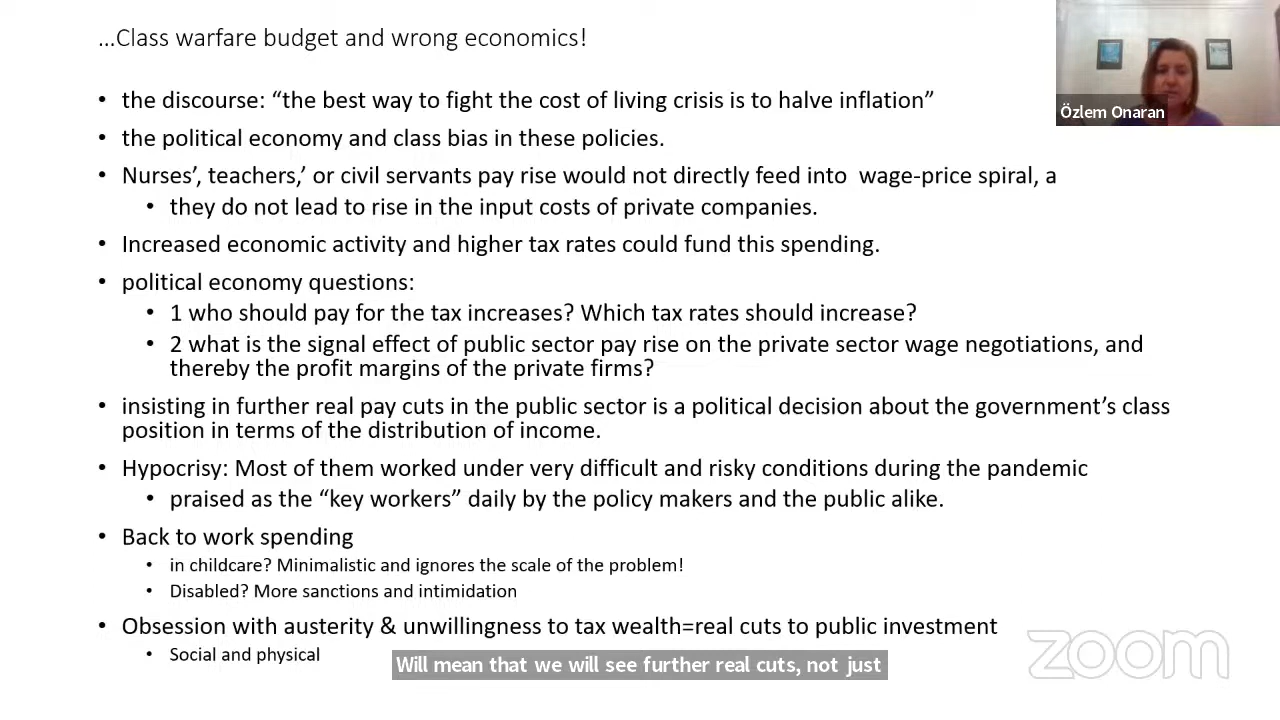 ...Class warfare budget and wrong economics!
Özlem Onaran
• the discourse: “the best way to fight the cost of living crisis is to halve inflation”
• the political economy and class bias in these policies.
• Nurses’, teachers,’ or civil servants pay rise would not directly feed into wage-price spiral, a
• they do not lead to rise in the input costs of private companies.
• Increased economic activity and higher tax rates could fund this spending.
• political economy questions:
• 1 who should pay for the tax increases? Which tax rates should increase?
• 2 what is the signal effect of public sector pay rise on the private sector wage negotiations, and
thereby the profit margins of the private firms?
• insisting in further real pay cuts in the public sector is a political decision about the government’s class
position in terms of the distribution of income.
• Hypocrisy: Most of them worked under very difficult and risky conditions during the pandemic
• praised as the “key workers” daily by the policy makers and the public alike.
• Back to work spending
• in childcare? Minimalistic and ignores the scale of the problem!
• Disabled? More sanctions and intimidation
• Obsession with austerity & unwillingness to tax wealth=real cuts to public investment
• Social and physical
Will mean that we will see further real cuts, not just
zoom